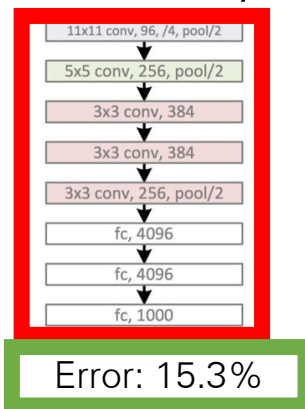 11x11 conv, 96, /4, pool/2
5x5 conv, 256, pool/2
3x3 conv, 384
3x3 conv, 384
3x3 conv, 256, pool/2
fc, 4096
fc, 4096
fc, 1000
Error: 15.3%